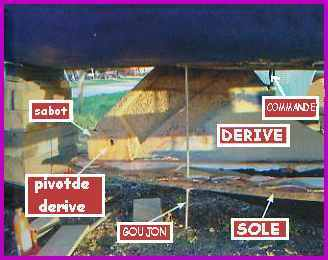 sabot
COMMANDE
DERIVE
pivotde
derive
GOUJON
SOLE